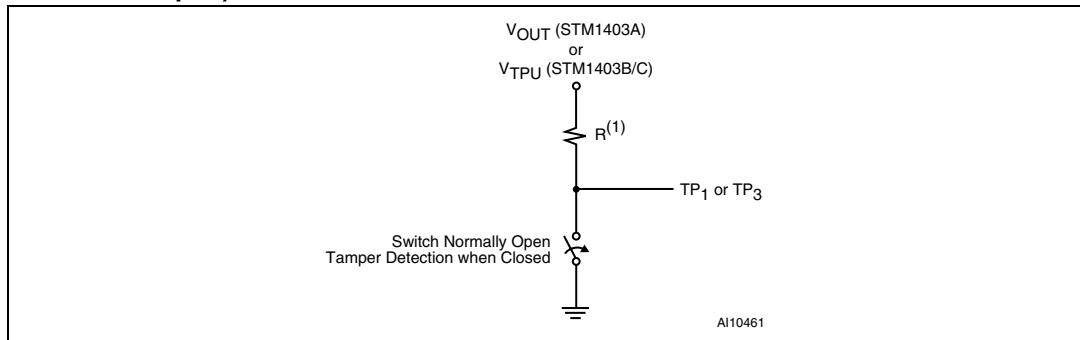 VOUT (STM1403A)
or
VTPU (STM1403B/C)
R(1)
TP1 or TP3
Switch Normally Open
Tamper Detection when Closed
AI10461